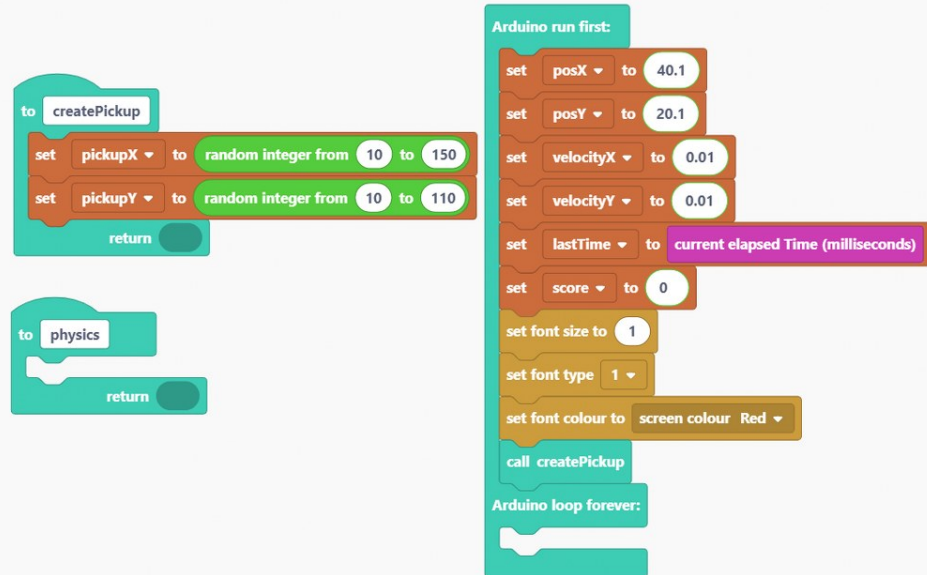 to createPickup
set pickupX to random integer from 10 to 150
set pickupY to random integer from 10 to 110
return
to physics
return
Arduino run first:
set posX to 40.1
set posY to 20.1
set velocityX to 0.01
set velocityY to 0.01
set lastTime to current elapsed Time (milliseconds)
set score to 0
set font size to 1
set font type 1
set font colour to screen colour Red
call createPickup
Arduino loop forever: